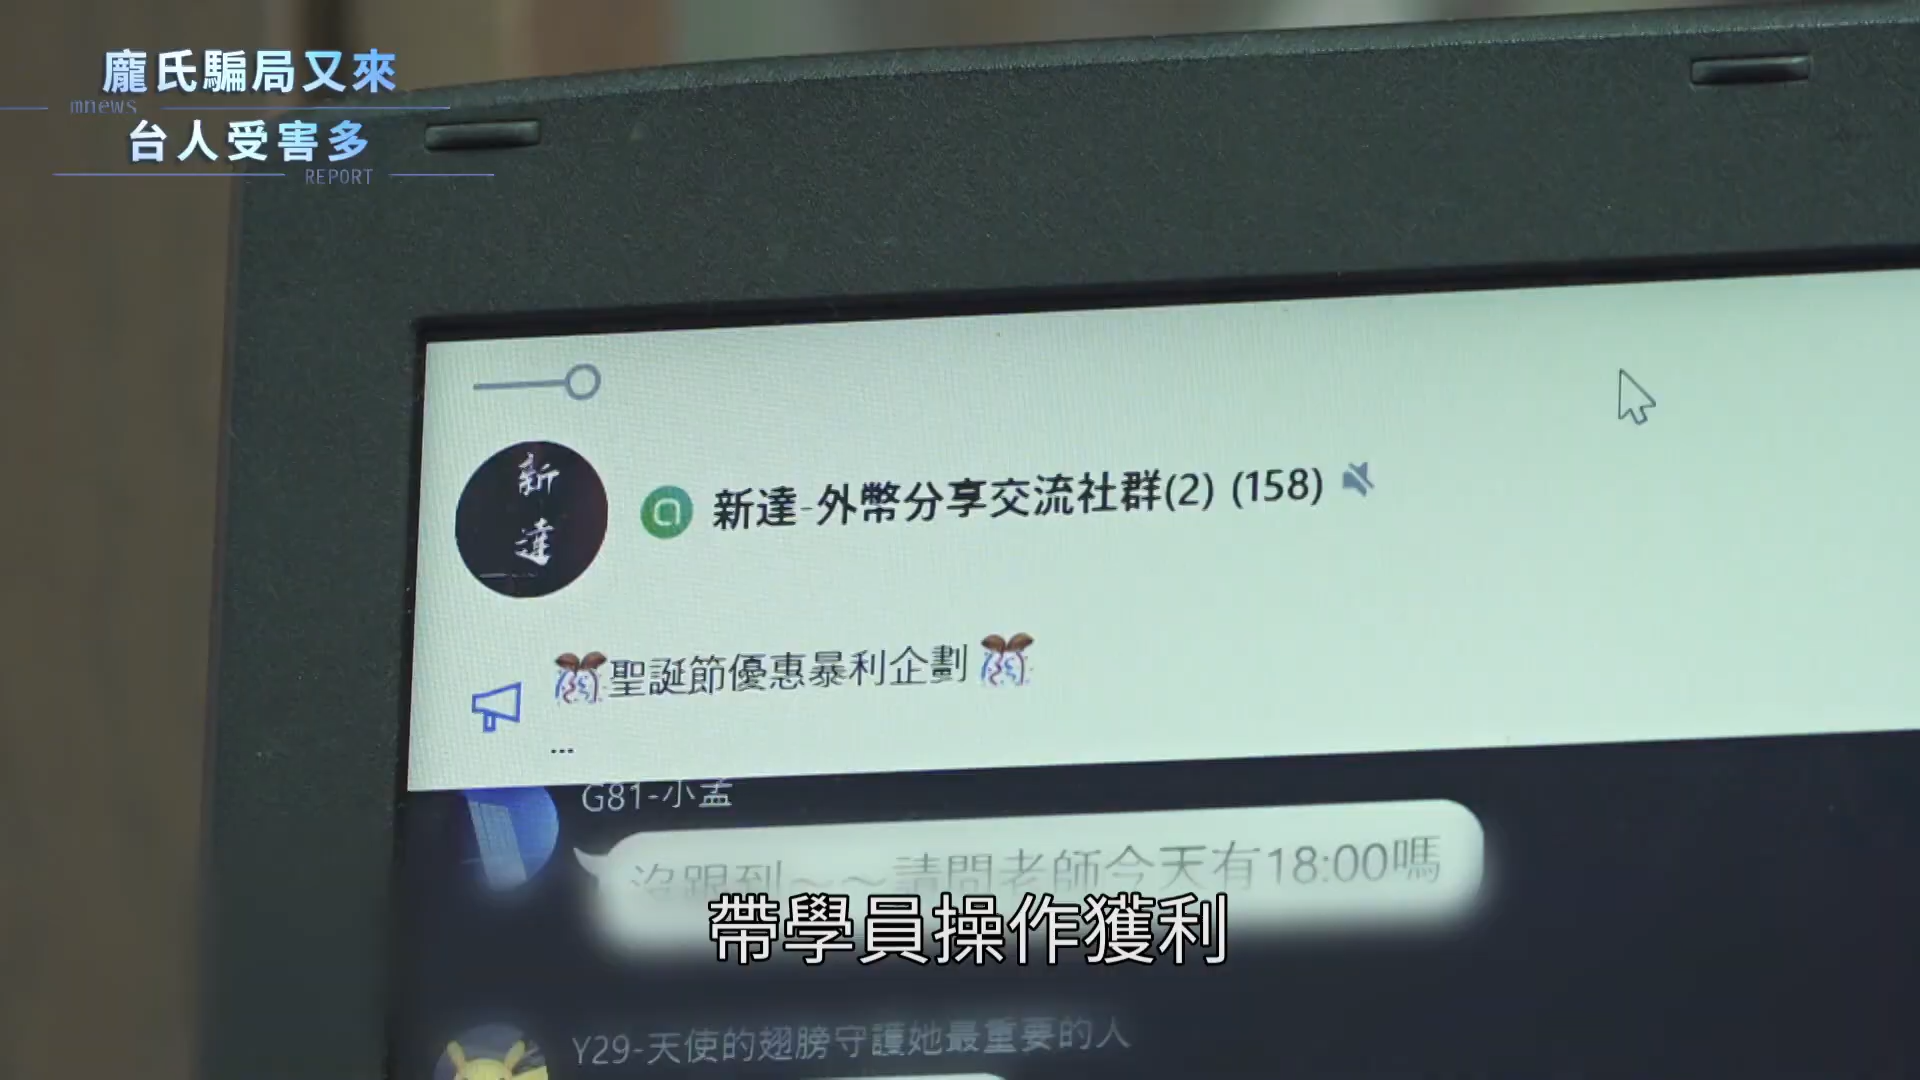 龐氏騙局又來
mnews
台人受害多
REPORT
新達
新達-外幣分享交流社群(2) (158)
聖誕節優惠暴利企劃
...
G81-小孟
沒跟到~~請問老師今天有18:00嗎
帶學員操作獲利
Y29-天使的翅膀守護她最重要的人